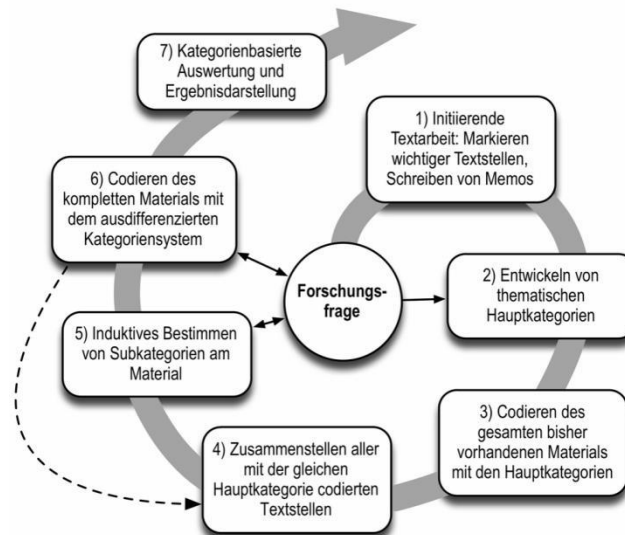 7) Kategorienbasierte
Auswertung und
Ergebnisdarstellung
1) Initiierende
Textarbeit: Markieren
wichtiger Textstellen,
Schreiben von Memos
6) Codieren des
kompletten Materials mit
dem ausdifferenzierten
Kategoriensystem
Forschungs-
frage
2) Entwickeln von
thematischen
Hauptkategorien
5) Induktives Bestimmen
von Subkategorien am
Material
3) Codieren des
gesamten bisher
vorhandenen Materials
mit den Hauptkategorien
4) Zusammenstellen aller
mit der gleichen
Hauptkategorie codierten
Textstellen